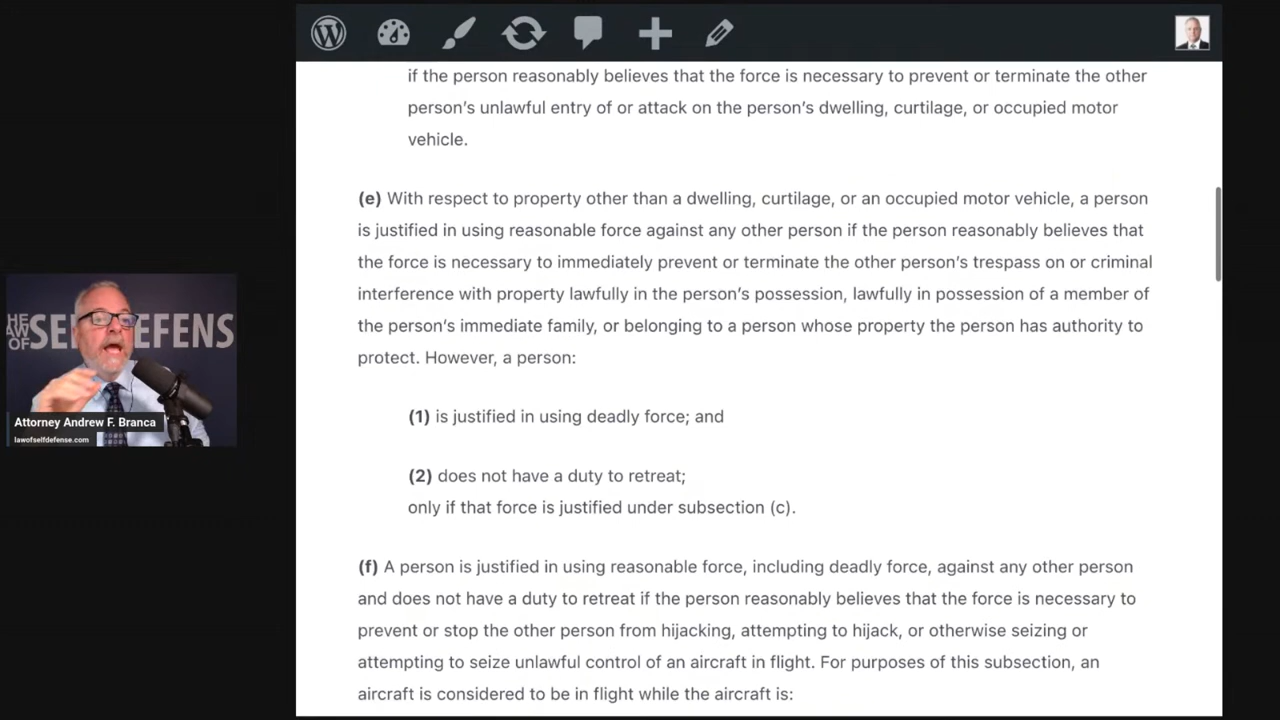 if the person reasonably believes that the force is necessary to prevent or terminate the other
person’s unlawful entry of or attack on the person’s dwelling, curtilage, or occupied motor
vehicle.
(e) With respect to property other than a dwelling, curtilage, or an occupied motor vehicle, a person
is justified in using reasonable force against any other person if the person reasonably believes that
the force is necessary to immediately prevent or terminate the other person’s trespass on or criminal
interference with property lawfully in the person’s possession, lawfully in possession of a member of
the person’s immediate family, or belonging to a person whose property the person has authority to
protect. However, a person:
(1) is justified in using deadly force; and
(2) does not have a duty to retreat;
only if that force is justified under subsection (c).
(f) A person is justified in using reasonable force, including deadly force, against any other person
and does not have a duty to retreat if the person reasonably believes that the force is necessary to
prevent or stop the other person from hijacking, attempting to hijack, or otherwise seizing or
attempting to seize unlawful control of an aircraft in flight. For purposes of this subsection, an
aircraft is considered to be in flight while the aircraft is:
HE
AW
OF
SE
EFENS
Attorney Andrew F. Branca
lawofselfdefense.com